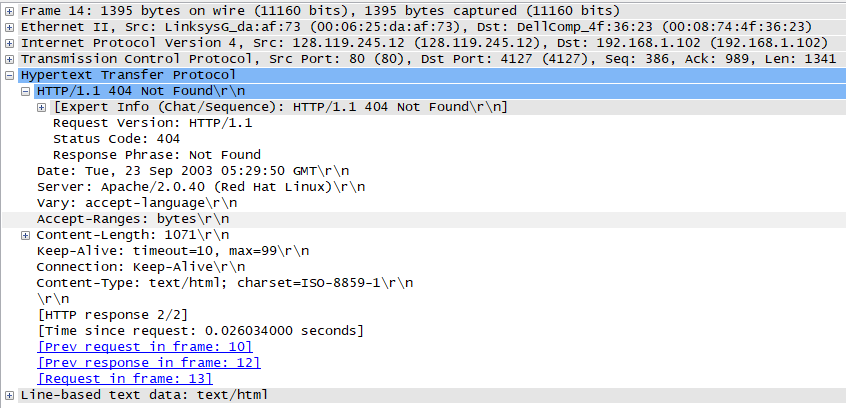 Frame 14: 1395 bytes on wire (11160 bits), 1395 bytes captured (11160 bits)
Ethernet II, Src: LinksysG_da:af:73 (00:06:25:da:af:73), Dst: DellComp_4f:36:23 (00:08:74:4f:36:23)
Internet Protocol Version 4, Src: 128.119.245.12 (128.119.245.12), Dst: 192.168.1.102 (192.168.1.102)
Transmission Control Protocol, Src Port: 80 (80), Dst Port: 4127 (4127), Seq: 386, Ack: 989, Len: 1341
Hypertext Transfer Protocol
HTTP/1.1 404 Not Found\r\n
[Expert Info (Chat/Sequence): HTTP/1.1 404 Not Found\r\n]
Request Version: HTTP/1.1
Status Code: 404
Response Phrase: Not Found
Date: Tue, 23 Sep 2003 05:29:50 GMT\r\n
Server: Apache/2.0.40 (Red Hat Linux)\r\n
Vary: accept-language\r\n
Accept-Ranges: bytes\r\n
Content-Length: 1071\r\n
Keep-Alive: timeout=10, max=99\r\n
Connection: Keep-Alive\r\n
Content-Type: text/html; charset=ISO-8859-1\r\n
\r\n
[HTTP response 2/2]
[Time since request: 0.026034000 seconds]
[Prev request in frame: 10]
[Prev response in frame: 12]
[Request in frame: 13]
Line-based text data: text/html